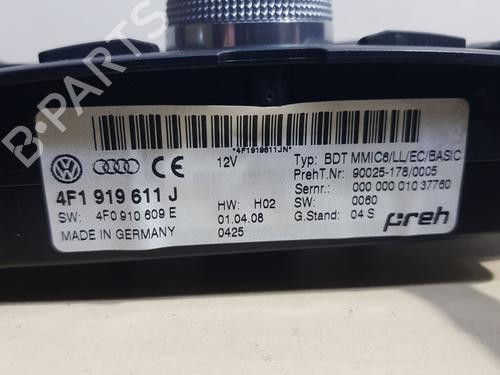 *4F1919611JN*
12V
Typ: BDT MMIC6/LL/EC/BASIC
PrehT.Nr: 90025-178/0005
4F1 919 611 J
Sernr.: 000 000 010 37760
SW: 4F0 910 609 E
HW: H02
SW: 0060
01.04.08
G.Stand: 04 S
MADE IN GERMANY
0425
preh
B-PARTS